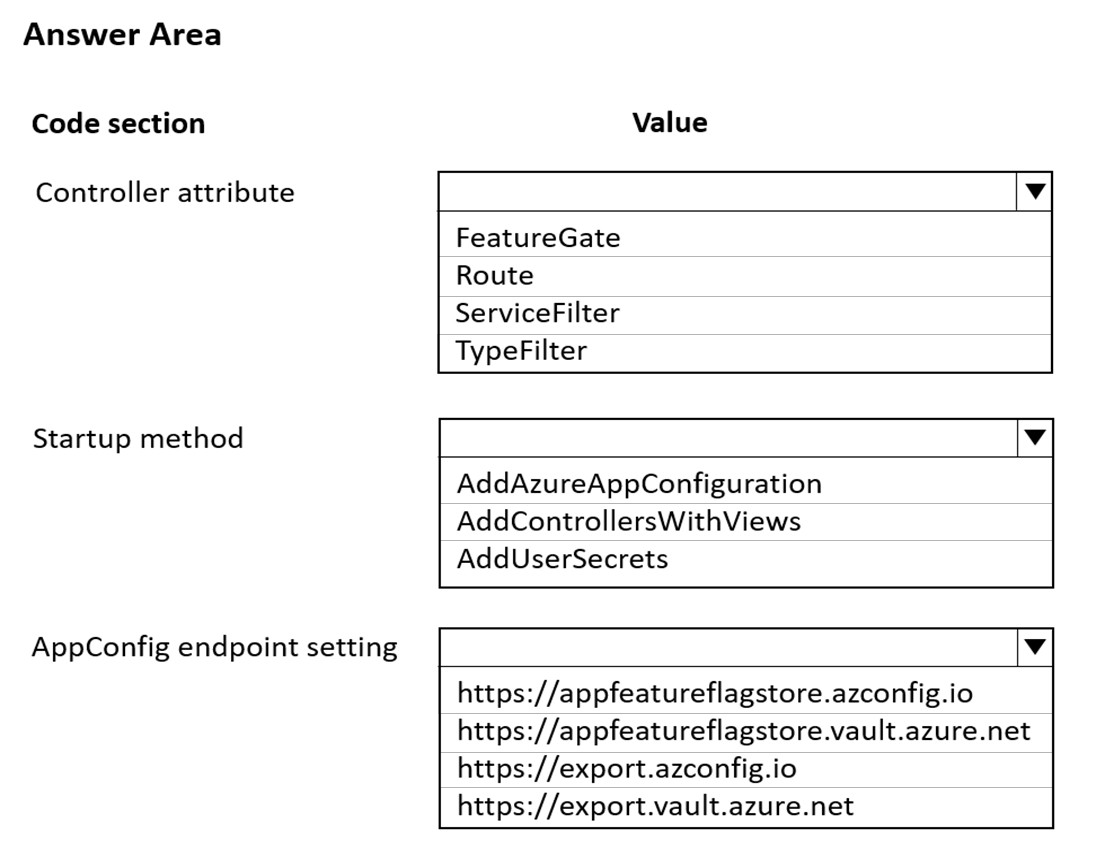 Answer Area
Code section Value
Controller attribute
FeatureGate
Route
ServiceFilter
TypeFilter
Startup method
AddAzureAppConfiguration
AddControllersWithViews
AddUserSecrets
AppConfig endpoint setting
https://appfeatureflagstore.azconfig.io
https://appfeatureflagstore.vault.azure.net
https://export.azconfig.io
https://export.vault.azure.net